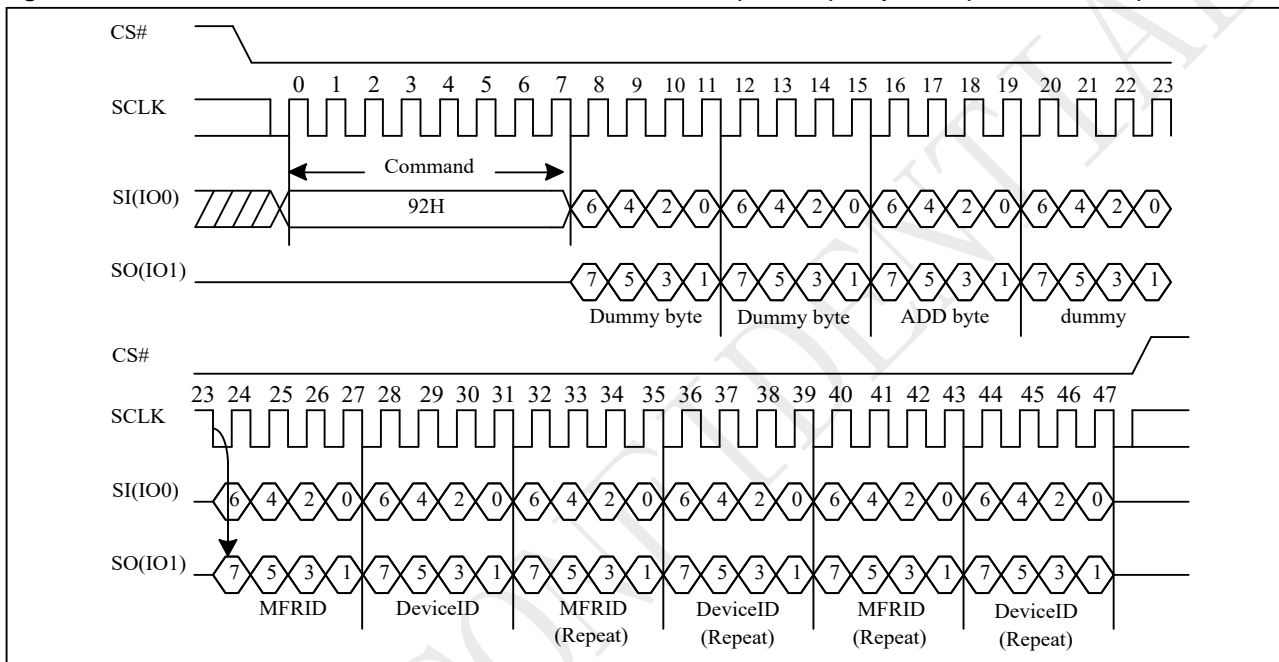 CS#
0 1 2 3 4 5 6 7 8 9 10 11 12 13 14 15 16 17 18 19 20 21 22 23
SCLK
Command
SI(IO0)
92H 6 4 2 0 6 4 2 0 6 4 2 0 6 4 2 0
SO(IO1)
7 5 3 1 7 5 3 1 7 5 3 1 7 5 3 1
Dummy byte Dummy byte ADD byte dummy
CS#
23 24 25 26 27 28 29 30 31 32 33 34 35 36 37 38 39 40 41 42 43 44 45 46 47
SCLK
SI(IO0)
6 4 2 0 6 4 2 0 6 4 2 0 6 4 2 0 6 4 2 0 6 4 2 0
SO(IO1)
7 5 3 1 7 5 3 1 7 5 3 1 7 5 3 1 7 5 3 1 7 5 3 1
MFRID DeviceID MFRID DeviceID MFRID DeviceID
(Repeat) (Repeat) (Repeat) (Repeat)